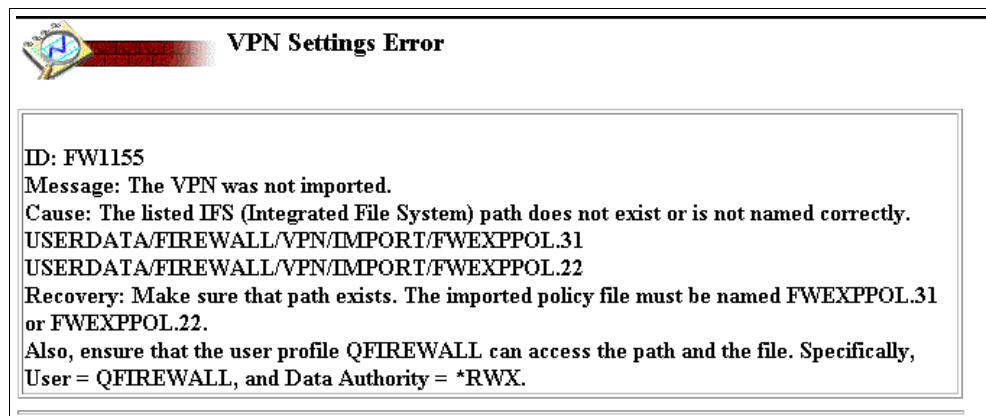 VPN Settings Error
ID: FW1155
Message: The VPN was not imported.
Cause: The listed IFS (Integrated File System) path does not exist or is not named correctly.
USERDATA/FIREWALL/VPN/IMPORT/FWEXPPOL.31
USERDATA/FIREWALL/VPN/IMPORT/FWEXPPOL.22
Recovery: Make sure that path exists. The imported policy file must be named FWEXPPOL.31
or FWEXPPOL.22.
Also, ensure that the user profile QFIREWALL can access the path and the file. Specifically,
User = QFIREWALL, and Data Authority = *RWX.